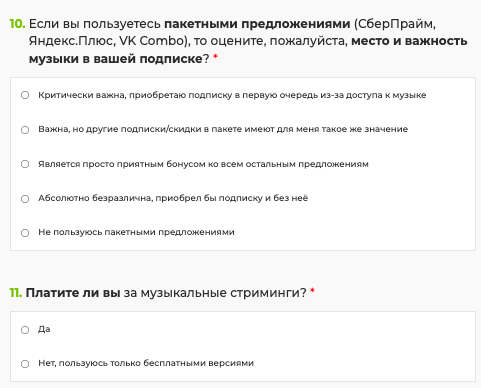 10. Если вы пользуетесь пакетными предложениями (СберПрайм,
Яндекс.Плюс, VK Combo), то оцените, пожалуйста, место и важность
музыки в вашей подписке? *
Критически важна, приобретаю подписку в первую очередь из-за доступа к музыке
Важна, но другие подписки/скидки в пакете имеют для меня такое же значение
Является просто приятным бонусом ко всем остальным предложениям
Абсолютно безразлична, приобрел бы подписку и без неё
Не пользуюсь пакетными предложениями
11. Платите ли вы за музыкальные стриминги? *
Да
Нет, пользуюсь только бесплатными версиями